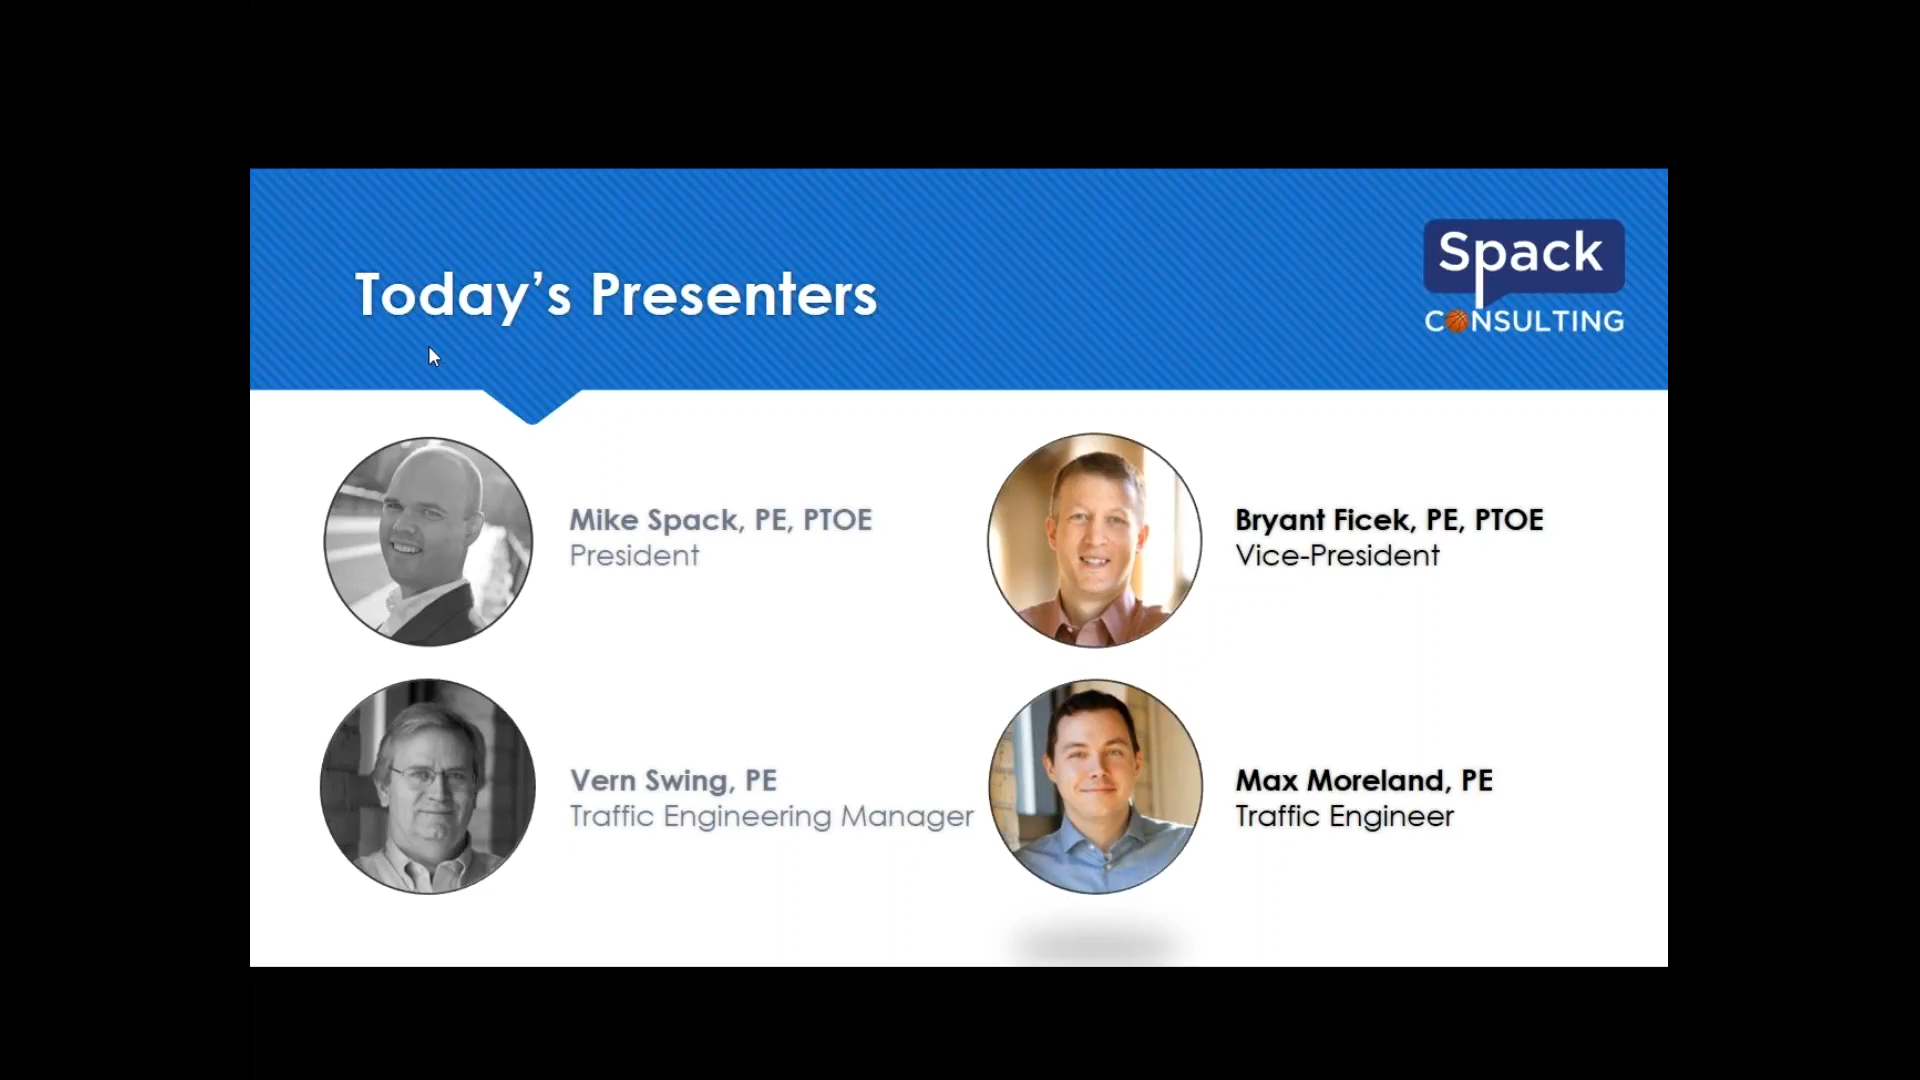 Today's Presenters
Spack
CONSULTING
Mike Spack, PE, PTOE
President
Bryant Ficek, PE, PTOE
Vice-President
Vern Swing, PE
Traffic Engineering Manager
Max Moreland, PE
Traffic Engineer